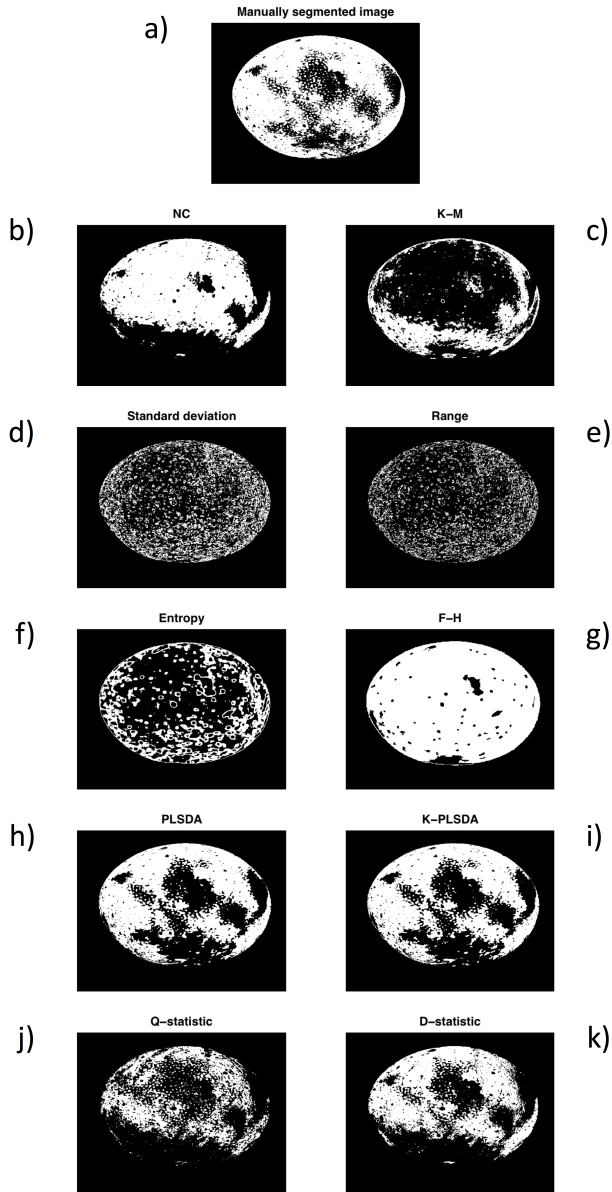 Manually segmented image
a)
NC
K–M
b)
c)
Standard deviation
Range
d)
e)
Entropy
F–H
f)
g)
PLSDA
K–PLSDA
h)
i)
Q–statistic
D–statistic
j)
k)